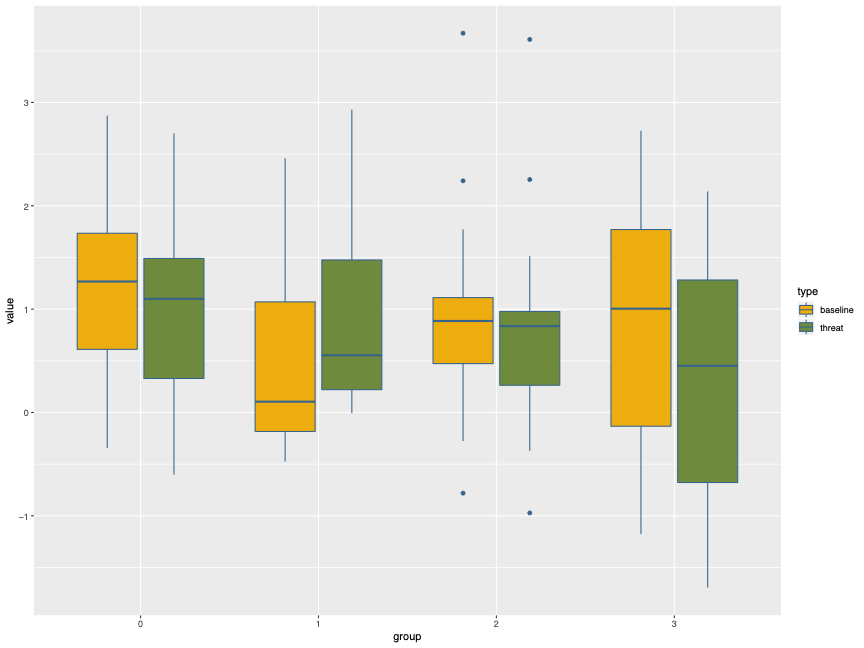 value
3
2
1
0
−1
0
1
2
3
group
type
baseline
threat